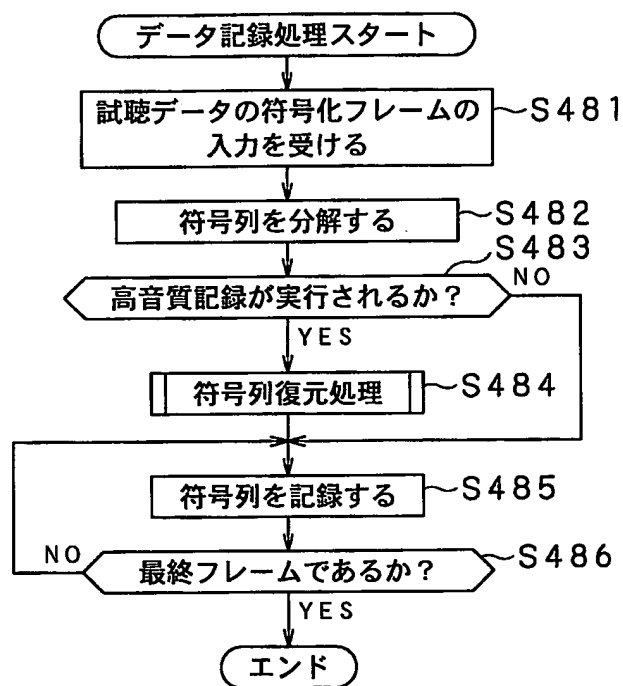 データ記録処理スタート
試聴データの符号化フレームの
入力を受ける
S481
符号列を分解する
S482
S483
高音質記録が実行されるか？
NO
YES
符号列復元処理
S484
符号列を記録する
S485
NO
最終フレームであるか？
S486
YES
エンド